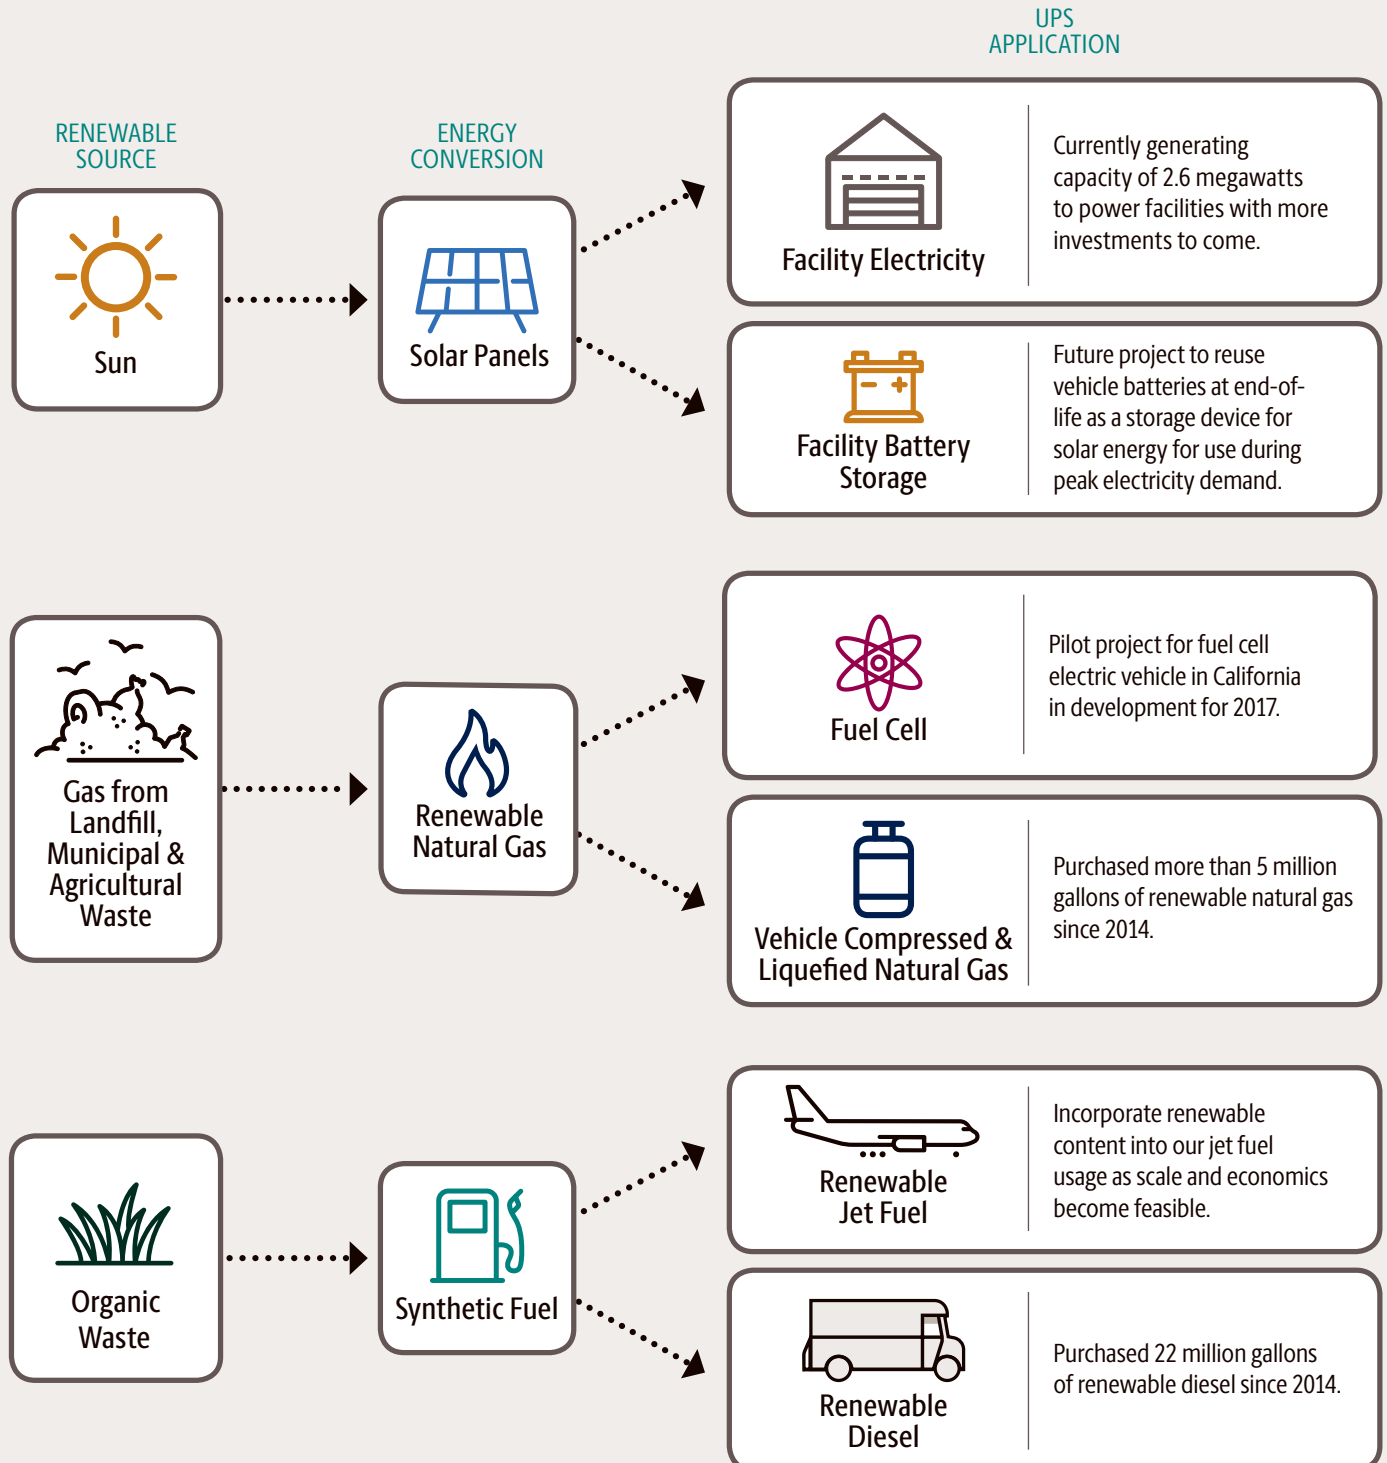 UPS
APPLICATION
RENEWABLE
SOURCE
ENERGY
CONVERSION
Sun
Solar Panels
Facility Electricity
Currently generating
capacity of 2.6 megawatts
to power facilities with more
investments to come.
Facility Battery
Storage
Future project to reuse
vehicle batteries at end-of-
life as a storage device for
solar energy for use during
peak electricity demand.
Gas from
Landfill,
Municipal &
Agricultural
Waste
Renewable
Natural Gas
Fuel Cell
Pilot project for fuel cell
electric vehicle in California
in development for 2017.
Vehicle Compressed &
Liquefied Natural Gas
Purchased more than 5 million
gallons of renewable natural gas
since 2014.
Organic
Waste
Synthetic Fuel
Renewable
Jet Fuel
Incorporate renewable
content into our jet fuel
usage as scale and economics
become feasible.
Renewable
Diesel
Purchased 22 million gallons
of renewable diesel since 2014.